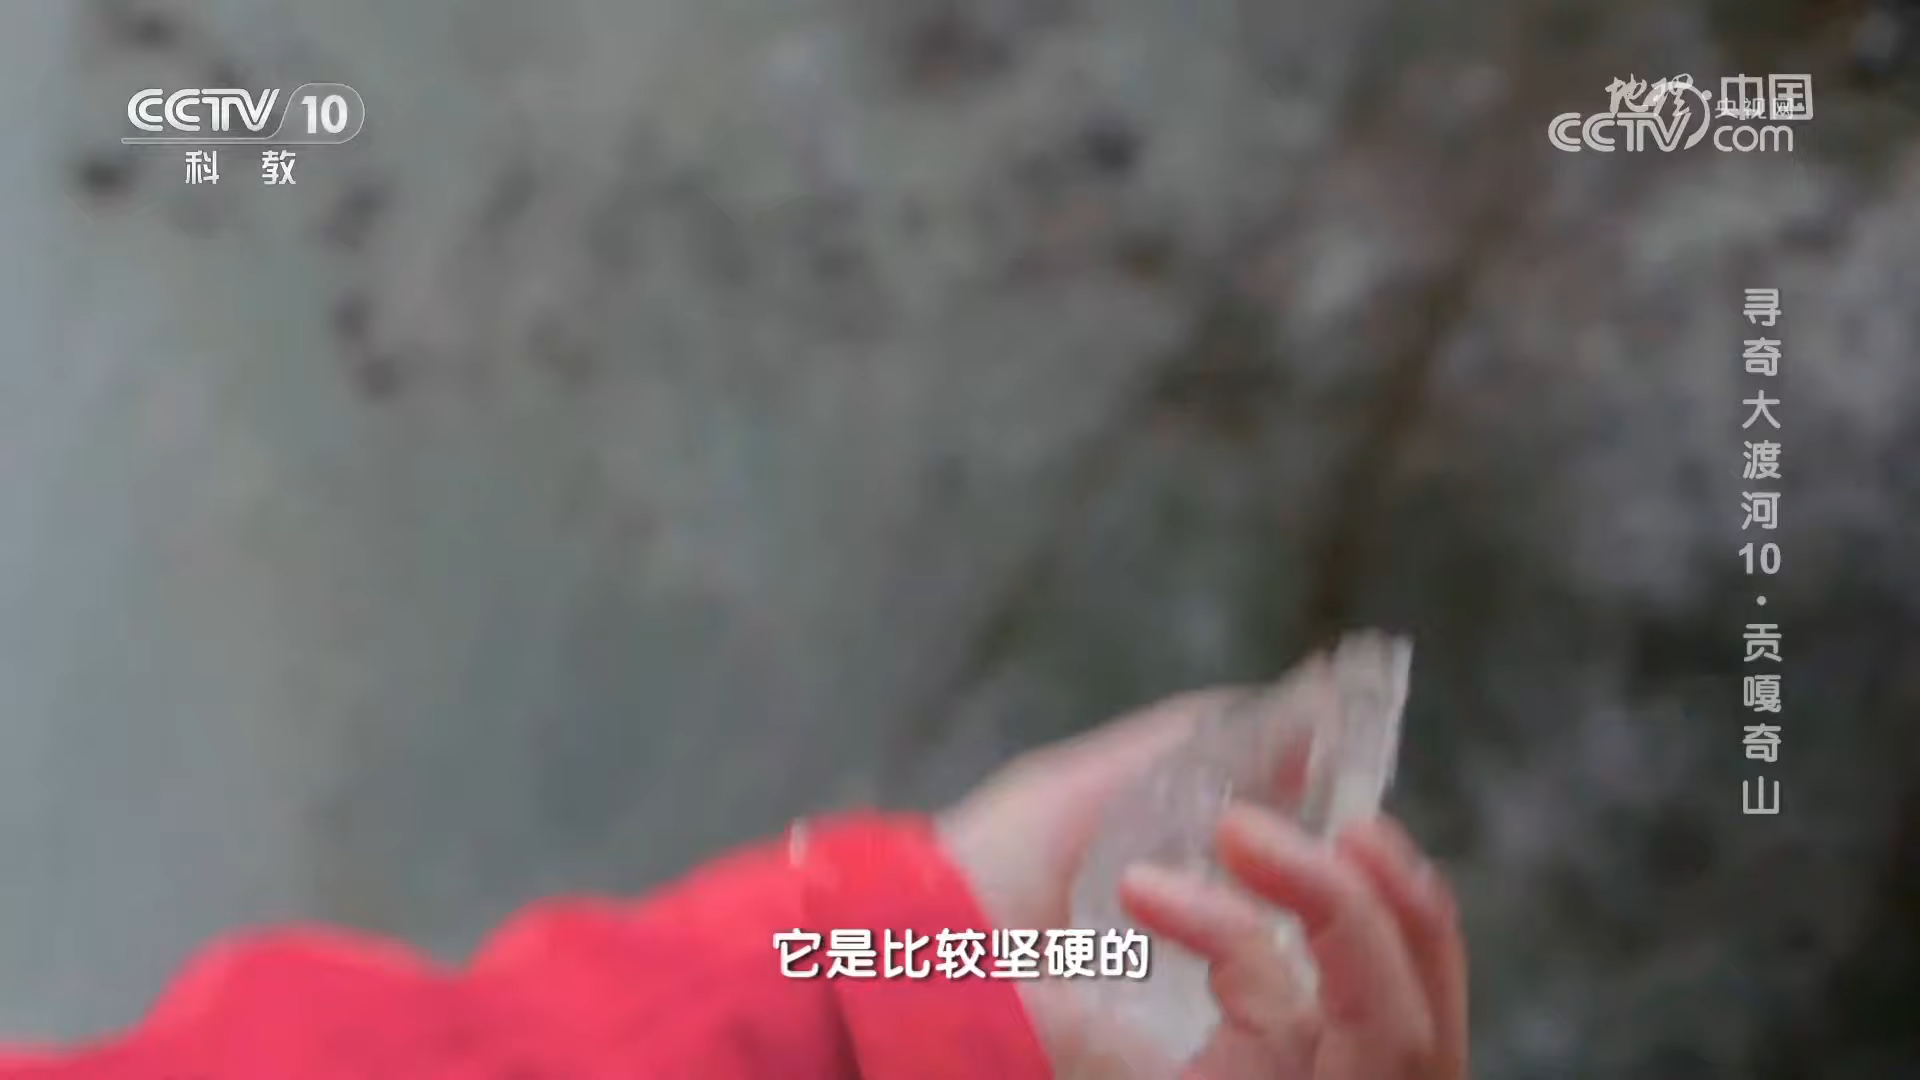 CCTV 10
科 教
地理·中国
央视网
CCTV com
寻奇大渡河10·贡嘎奇山
它是比较坚硬的